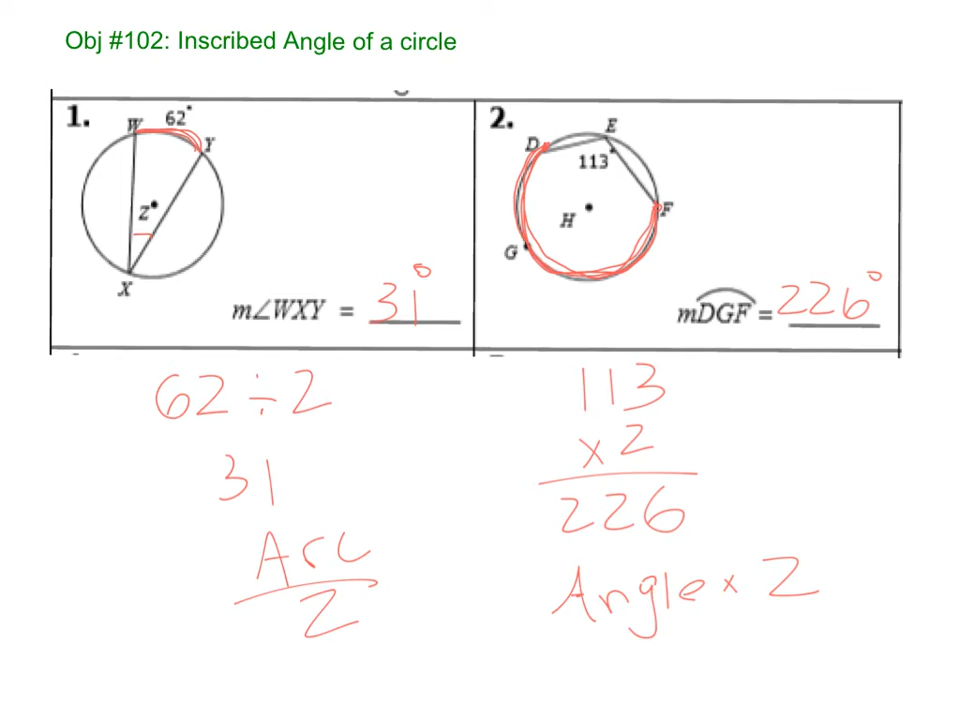 Obj #102: Inscribed Angle of a circle
1.
W
62°
Y
Z
X
m∠WXY = 31°
2.
D
E
113°
H
F
G
mDGF = 226°
62 ÷ 2
31
Arc
2
113
x 2
226
Angle x 2